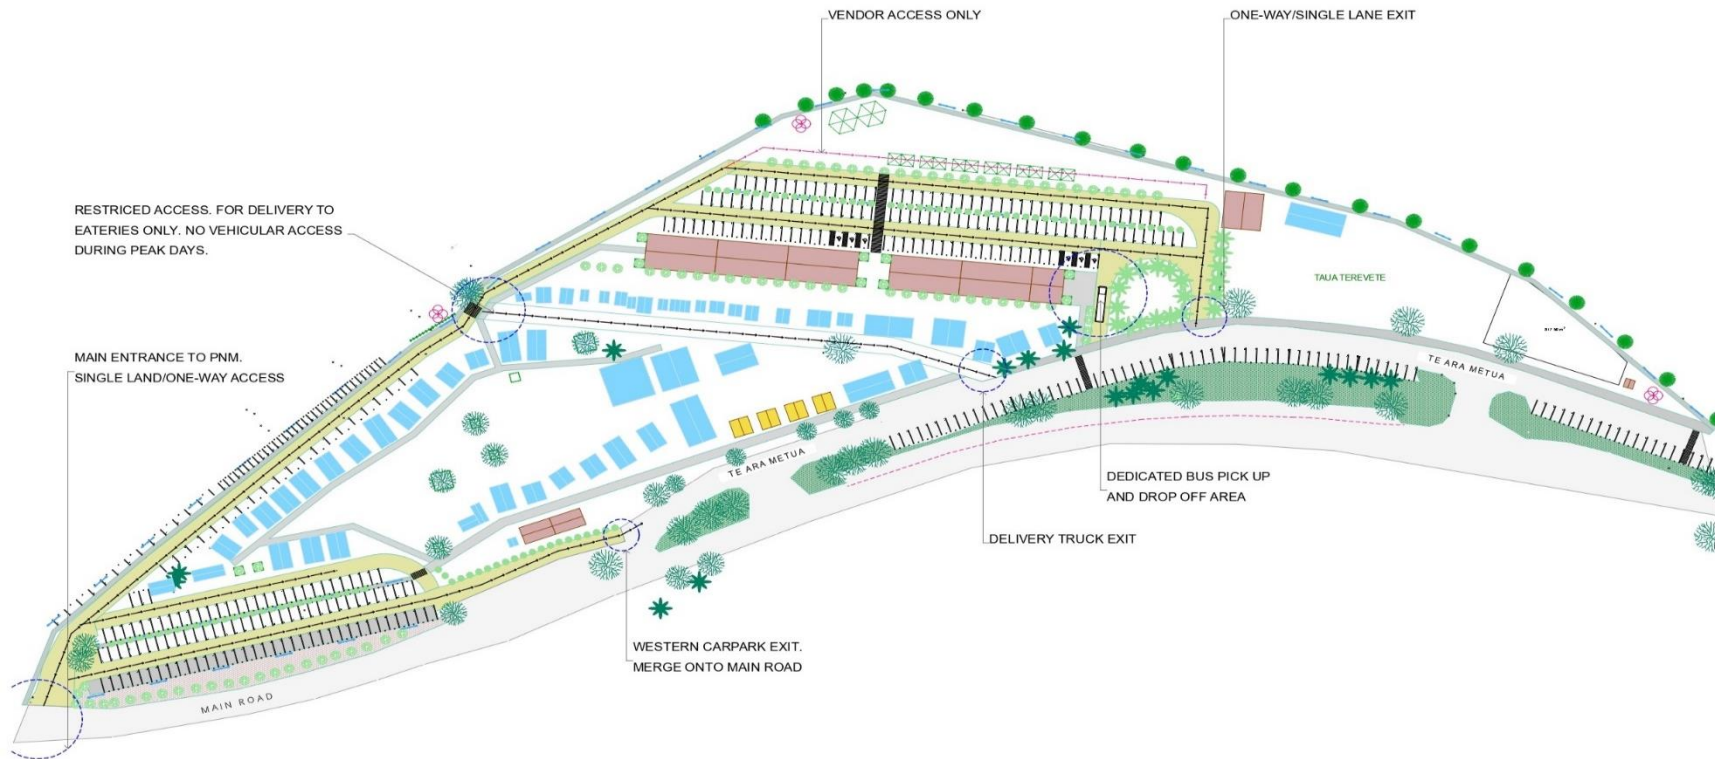 VENDOR ACCESS ONLY
ONE-WAY/SINGLE LANE EXIT
RESTRICED ACCESS. FOR DELIVERY TO
EATERIES ONLY. NO VEHICULAR ACCESS
DURING PEAK DAYS.
TAUA TEREVETE
MAIN ENTRANCE TO PNM.
SINGLE LAND/ONE-WAY ACCESS
TE ARA METUA
TE ARA METUA
DEDICATED BUS PICK UP
AND DROP OFF AREA
DELIVERY TRUCK EXIT
WESTERN CARPARK EXIT.
MERGE ONTO MAIN ROAD
MAIN ROAD